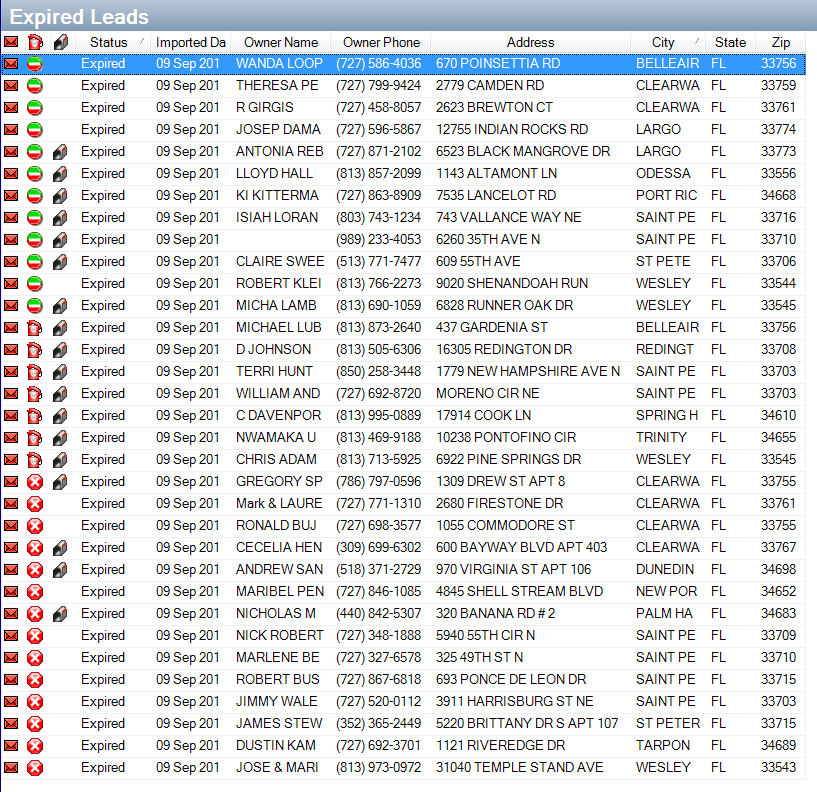 Expired Leads
Status Imported Da Owner Name Owner Phone Address City State Zip
Expired 09 Sep 201 WANDA LOOP (727) 586-4036 670 POINSETTIA RD BELLEAIR FL 33756
Expired 09 Sep 201 THERESA PE (727) 799-9424 2779 CAMDEN RD CLEARWA FL 33759
Expired 09 Sep 201 R GIRGIS (727) 458-8057 2623 BREWTON CT CLEARWA FL 33761
Expired 09 Sep 201 JOSEP DAMA (727) 596-5867 12755 INDIAN ROCKS RD LARGO FL 33774
Expired 09 Sep 201 ANTONIA REB (727) 871-2102 6523 BLACK MANGROVE DR LARGO FL 33773
Expired 09 Sep 201 LLOYD HALL (813) 857-2099 1143 ALTAMONT LN ODESSA FL 33556
Expired 09 Sep 201 KI KITTERMA (727) 863-8909 7535 LANCELOT RD PORT RIC FL 34668
Expired 09 Sep 201 ISIAH LORAN (803) 743-1234 743 VALLANCE WAY NE SAINT PE FL 33716
Expired 09 Sep 201 (989) 233-4053 6260 35TH AVE N SAINT PE FL 33710
Expired 09 Sep 201 CLAIRE SWEE (513) 771-7477 609 55TH AVE ST PETE FL 33706
Expired 09 Sep 201 ROBERT KLEI (813) 766-2273 9020 SHENANDOAH RUN WESLEY FL 33544
Expired 09 Sep 201 MICHA LAMB (813) 690-1059 6828 RUNNER OAK DR WESLEY FL 33545
Expired 09 Sep 201 MICHAEL LUB (813) 873-2640 437 GARDENIA ST BELLEAIR FL 33756
Expired 09 Sep 201 D JOHNSON (813) 505-6306 16305 REDINGTON DR REDINGT FL 33708
Expired 09 Sep 201 TERRI HUNT (850) 258-3448 1779 NEW HAMPSHIRE AVE N SAINT PE FL 33703
Expired 09 Sep 201 WILLIAM AND (727) 692-8720 MORENO CIR NE SAINT PE FL 33703
Expired 09 Sep 201 C DAVENPOR (813) 995-0889 17914 COOK LN SPRING H FL 34610
Expired 09 Sep 201 NWAMAKA U (813) 469-9188 10238 PONTOFINO CIR TRINITY FL 34655
Expired 09 Sep 201 CHRIS ADAM (813) 713-5925 6922 PINE SPRINGS DR WESLEY FL 33545
Expired 09 Sep 201 GREGORY SP (786) 797-0596 1309 DREW ST APT 8 CLEARWA FL 33755
Expired 09 Sep 201 Mark & LAURE (727) 771-1310 2680 FIRESTONE DR CLEARWA FL 33761
Expired 09 Sep 201 RONALD BUJ (727) 698-3577 1055 COMMODORE ST CLEARWA FL 33755
Expired 09 Sep 201 CECELIA HEN (309) 699-6302 600 BAYWAY BLVD APT 403 CLEARWA FL 33767
Expired 09 Sep 201 ANDREW SAN (518) 371-2729 970 VIRGINIA ST APT 106 DUNEDIN FL 34698
Expired 09 Sep 201 MARIBEL PEN (727) 846-1085 4845 SHELL STREAM BLVD NEW POR FL 34652
Expired 09 Sep 201 NICHOLAS M (440) 842-5307 320 BANANA RD # 2 PALM HA FL 34683
Expired 09 Sep 201 NICK ROBERT (727) 348-1888 5940 55TH CIR N SAINT PE FL 33709
Expired 09 Sep 201 MARLENE BE (727) 327-6578 325 49TH ST N SAINT PE FL 33710
Expired 09 Sep 201 ROBERT BUS (727) 867-6818 693 PONCE DE LEON DR SAINT PE FL 33715
Expired 09 Sep 201 JIMMY WALE (727) 520-0112 3911 HARRISBURG ST NE SAINT PE FL 33703
Expired 09 Sep 201 JAMES STEW (352) 365-2449 5220 BRITTANY DR S APT 107 ST PETER FL 33715
Expired 09 Sep 201 DUSTIN KAM (727) 692-3701 1121 RIVEREDGE DR TARPON FL 34689
Expired 09 Sep 201 JOSE & MARI (813) 973-0972 31040 TEMPLE STAND AVE WESLEY FL 33543